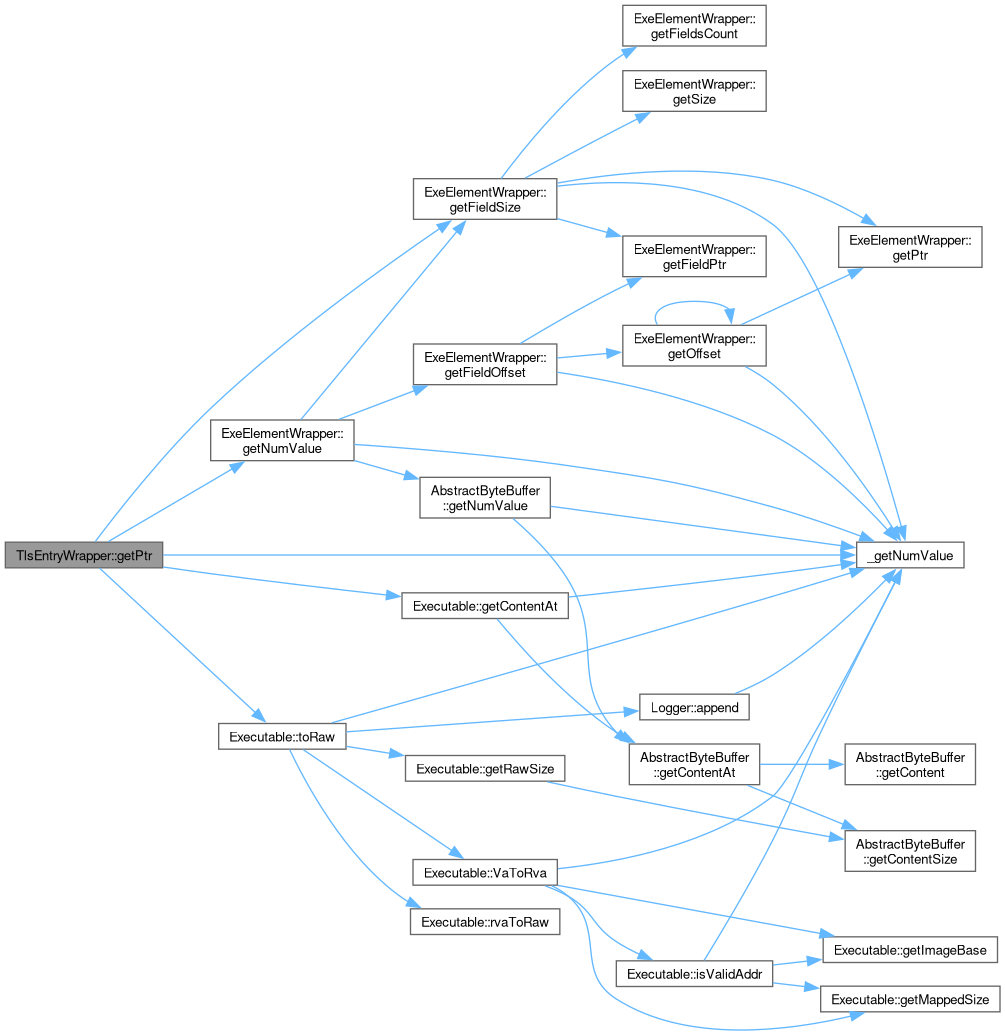 ExeElementWrapper::
getFieldsCount
ExeElementWrapper::
getSize
ExeElementWrapper::
getFieldSize
ExeElementWrapper::
getPtr
ExeElementWrapper::
getFieldPtr
ExeElementWrapper::
getOffset
ExeElementWrapper::
getFieldOffset
ExeElementWrapper::
getNumValue
AbstractByteBuffer
::getNumValue
TlsEntryWrapper::getPtr
_getNumValue
Executable::getContentAt
Logger::append
Executable::toRaw
AbstractByteBuffer
::getContentAt
AbstractByteBuffer
::getContent
Executable::getRawSize
AbstractByteBuffer
::getContentSize
Executable::VaToRva
Executable::rvaToRaw
Executable::getImageBase
Executable::isValidAddr
Executable::getMappedSize